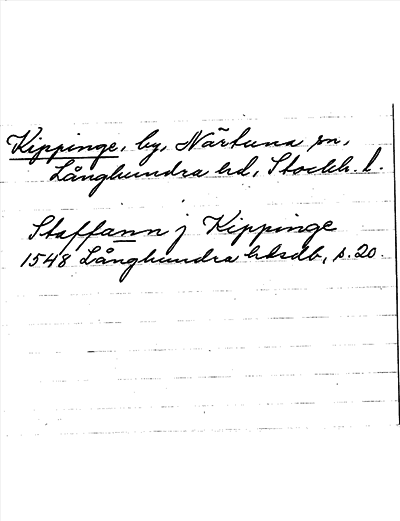 Kippinge, by, Närtuna sn,
Långhundra hd, Stockh. l.
Staffann j Kippinge
1548 Långhundra hdsdb, s. 20.